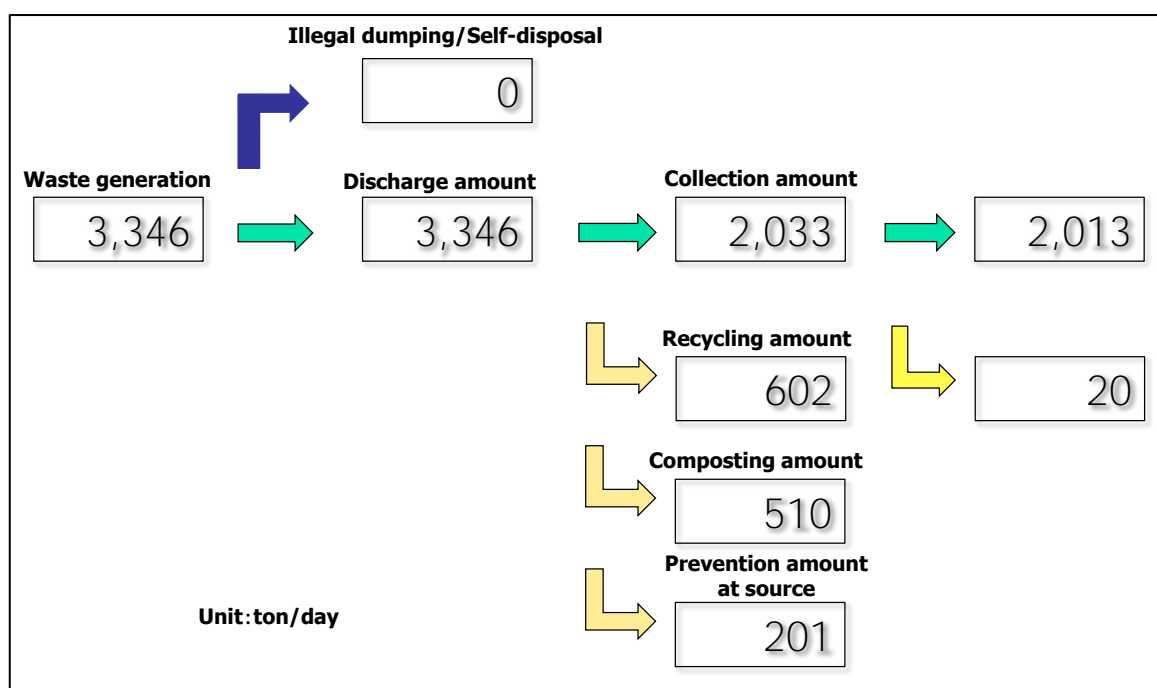 Illegal dumping/Self-disposal
0
Waste generation
Discharge amount
Collection amount
3,346
3,346
2,033
2,013
Recycling amount
602
20
Composting amount
510
Prevention amount
at source
201
Unit:ton/day